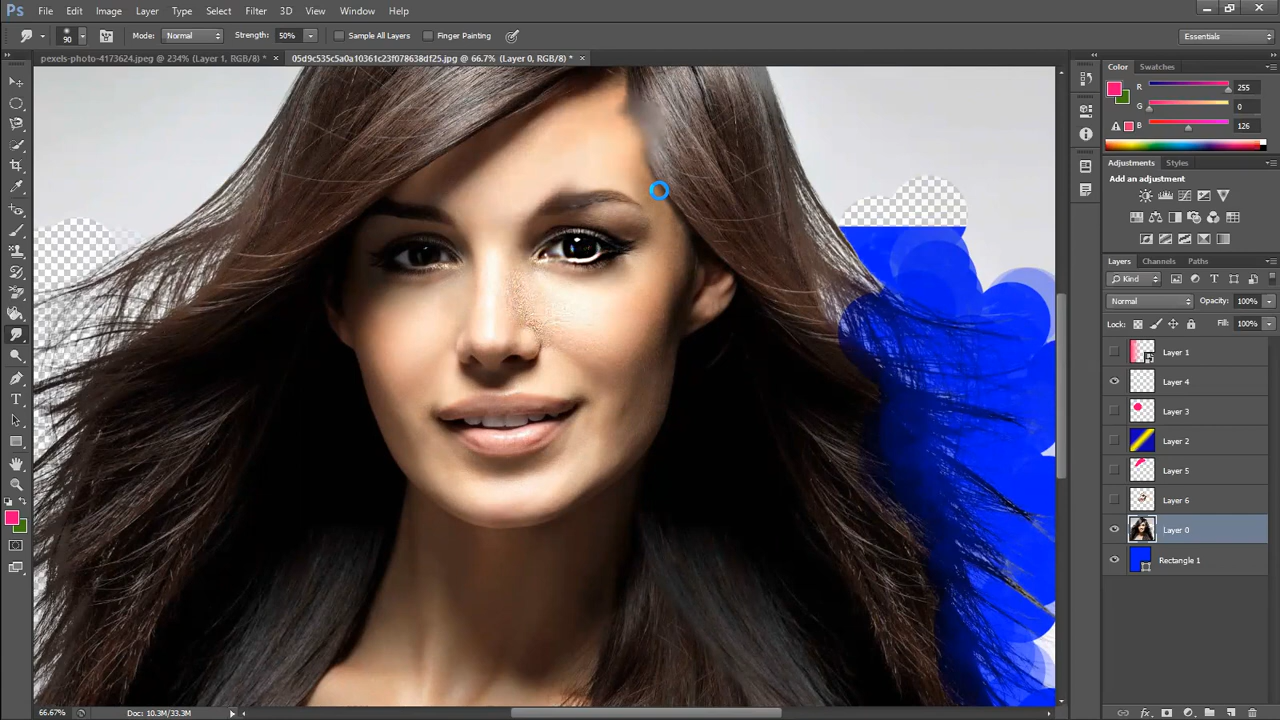 Ps File Edit Image Layer Type Select Filter 3D View Window Help
90 Mode: Normal Strength: 50% Sample All Layers Finger Painting Essentials
pexels-photo-4173624.jpeg @ 234% (Layer 1, RGB/8) * × 05d9c535c5a0a10361c23f078638df25.jpg @ 66.7% (Layer 0, RGB/8) * ×
Color Swatches
R 255
G 0
B 126
Adjustments Styles
Add an adjustment
Layers Channels Paths
Kind
Normal Opacity: 100%
Lock: Fill: 100%
Layer 1
Layer 4
Layer 3
Layer 2
Layer 5
Layer 6
Layer 0
Rectangle 1
66.67% Doc: 10.3M/33.3M